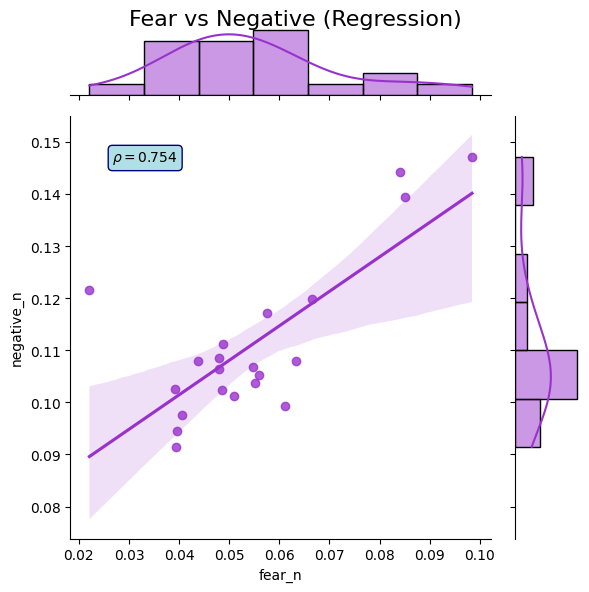 Fear vs Negative (Regression)
ρ = 0.754
0.15
0.14
0.13
0.12
0.11
0.10
0.09
0.08
negative_n
0.02 0.03 0.04 0.05 0.06 0.07 0.08 0.09 0.10
fear_n